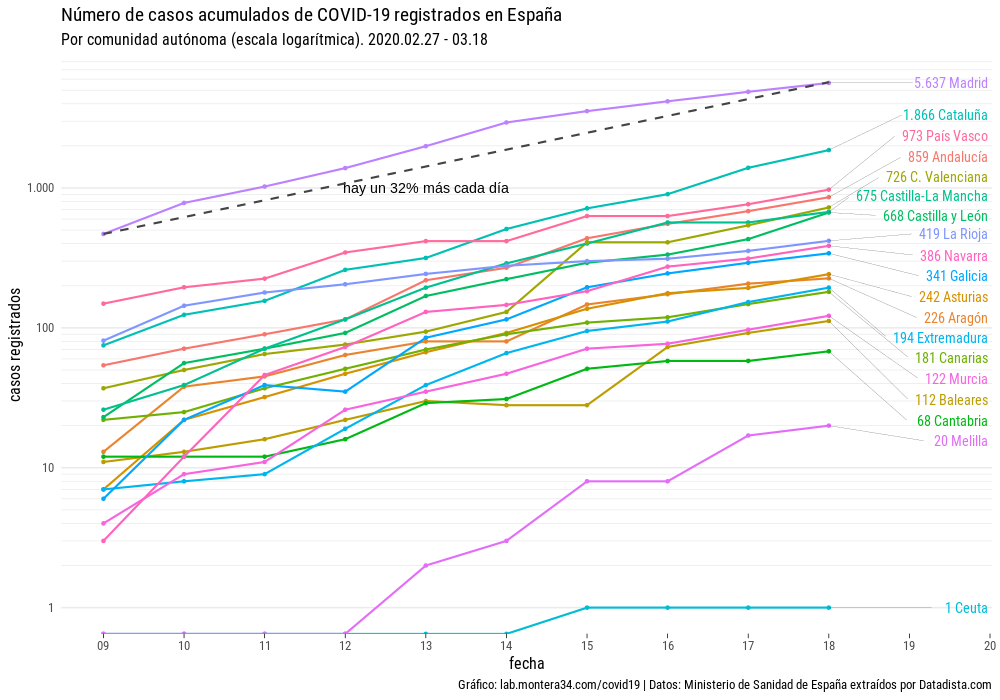 Número de casos acumulados de COVID-19 registrados en España
Por comunidad autónoma (escala logarítmica). 2020.02.27 - 03.18
5.637 Madrid
1.866 Cataluña
973 País Vasco
859 Andalucía
726 C. Valenciana
675 Castilla-La Mancha
668 Castilla y León
419 La Rioja
386 Navarra
341 Galicia
242 Asturias
226 Aragón
194 Extremadura
181 Canarias
122 Murcia
112 Baleares
68 Cantabria
20 Melilla
1 Ceuta
hay un 32% más cada día
casos registrados
1.000
100
10
1
09 10 11 12 13 14 15 16 17 18 19 20
fecha
Gráfico: lab.montera34.com/covid19 | Datos: Ministerio de Sanidad de España extraídos por Datadista.com